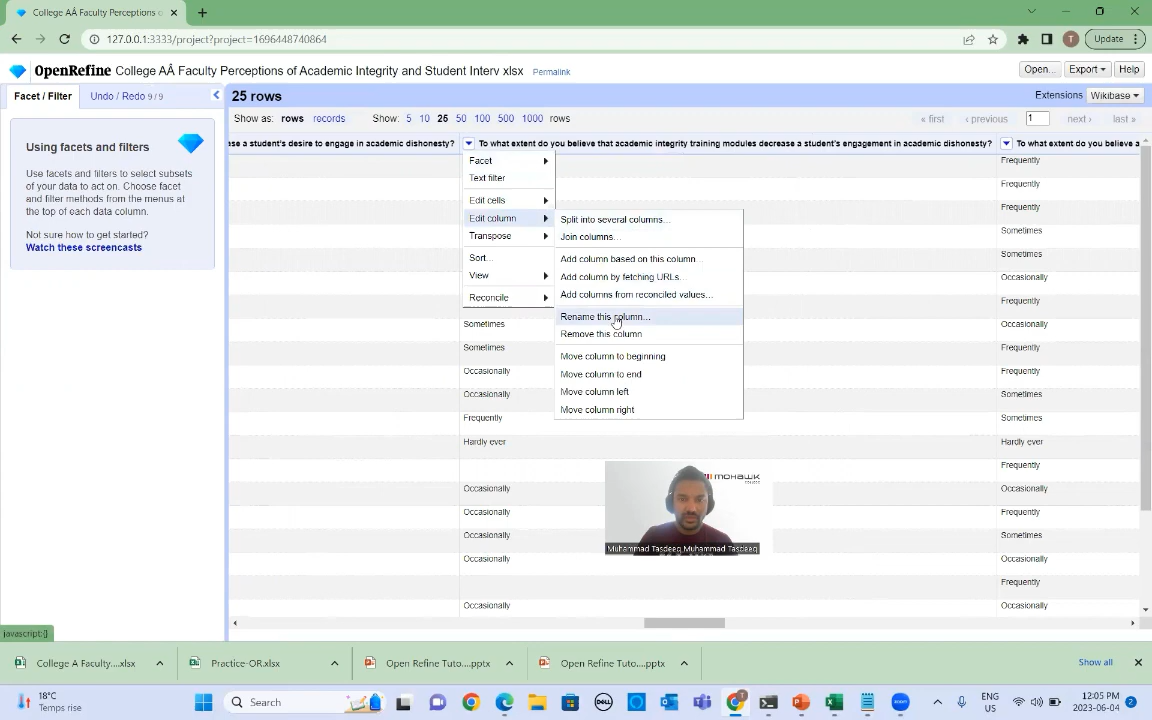 College AÂ Faculty Perceptions of
127.0.0.1:3333/project?project=1696448740864
T
Update
OpenRefine College AÂ Faculty Perceptions of Academic Integrity and Student Interv xlsx Permalink
Open...
Export
Help
Facet / Filter
Undo / Redo 9 / 9
25 rows
Extensions
Wikibase
Show as: rows records
Show: 5 10 25 50 100 500 1000 rows
« first
‹ previous
1
next ›
last »
Using facets and filters
Use facets and filters to select subsets
of your data to act on. Choose facet
and filter methods from the menus at
the top of each data column.
Not sure how to get started?
Watch these screencasts
ase a student's desire to engage in academic dishonesty?
To what extent do you believe that academic integrity training modules decrease a student's engagement in academic dishonesty?
To what extent do you believe a
Facet
Text filter
Edit cells
Edit column
Transpose
Sort...
View
Reconcile
Split into several columns...
Join columns...
Add column based on this column...
Add column by fetching URLs...
Add columns from reconciled values...
Rename this column...
Remove this column
Move column to beginning
Move column to end
Move column left
Move column right
Sometimes
Sometimes
Occasionally
Occasionally
Frequently
Hardly ever
Occasionally
Occasionally
Occasionally
Occasionally
Occasionally
Frequently
Frequently
Frequently
Sometimes
Sometimes
Occasionally
Frequently
Occasionally
Frequently
Frequently
Sometimes
Sometimes
Hardly ever
Frequently
Occasionally
Frequently
Sometimes
Occasionally
Frequently
Occasionally
mohawk
COLLEGE
Muhammad Tasdeeq Muhammad Tasdeeq
javascript:{}
College A Faculty....xlsx
Practice-OR.xlsx
Open Refine Tuto....pptx
Open Refine Tuto....pptx
Show all
18°C
Temps rise
Search
DELL
zoom
ENG
US
12:05 PM
2023-06-04
2